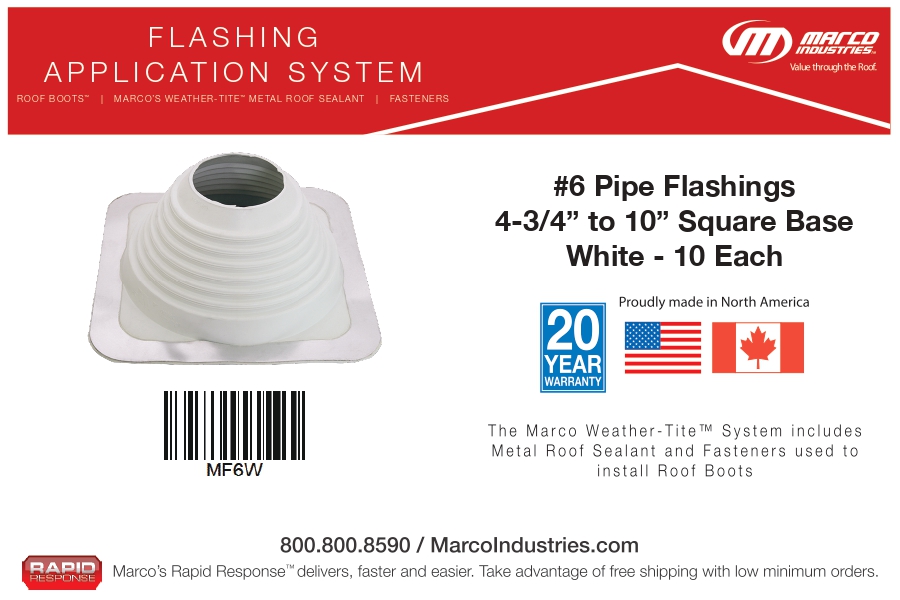 FLASHING
APPLICATION SYSTEM
ROOF BOOTS™ | MARCO'S WEATHER-TITE™ METAL ROOF SEALANT | FASTENERS
MARCO
INDUSTRIES™
Value through the Roof.
#6 Pipe Flashings
4-3/4” to 10” Square Base
White - 10 Each
Proudly made in North America
20
YEAR
WARRANTY
MF6W
The Marco Weather-Tite™ System includes
Metal Roof Sealant and Fasteners used to
install Roof Boots
800.800.8590 / MarcoIndustries.com
RAPID
RESPONSE
Marco's Rapid Response™ delivers, faster and easier. Take advantage of free shipping with low minimum orders.